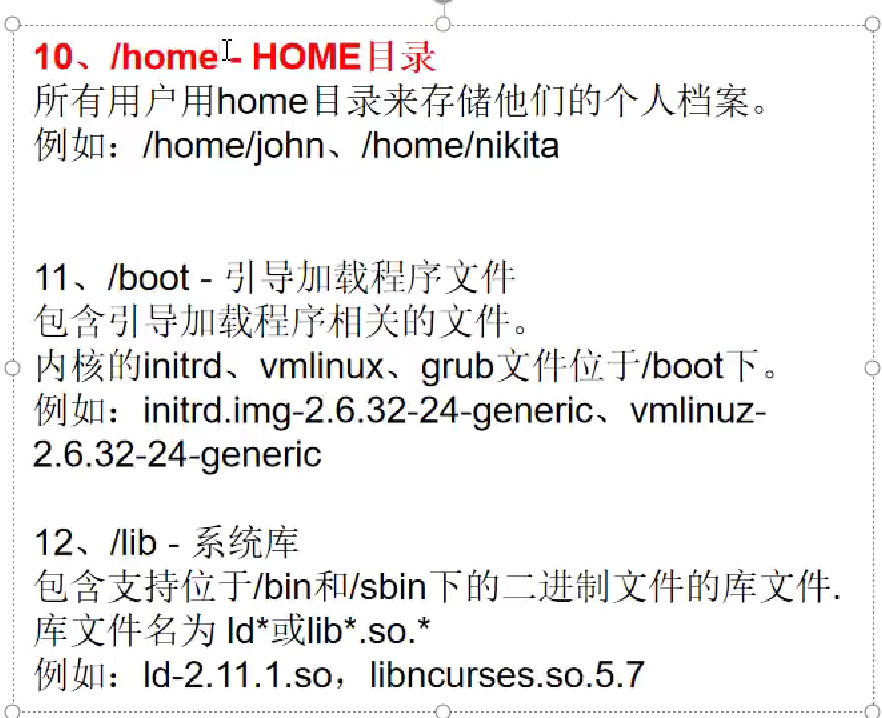 10、/home - HOME目录
所有用户用home目录来存储他们的个人档案。
例如：/home/john、/home/nikita
11、/boot - 引导加载程序文件
包含引导加载程序相关的文件。
内核的initrd、vmlinux、grub文件位于/boot下。
例如：initrd.img-2.6.32-24-generic、vmlinuz-
2.6.32-24-generic
12、/lib - 系统库
包含支持位于/bin和/sbin下的二进制文件的库文件.
库文件名为 ld*或lib*.so.*
例如：ld-2.11.1.so，libncurses.so.5.7